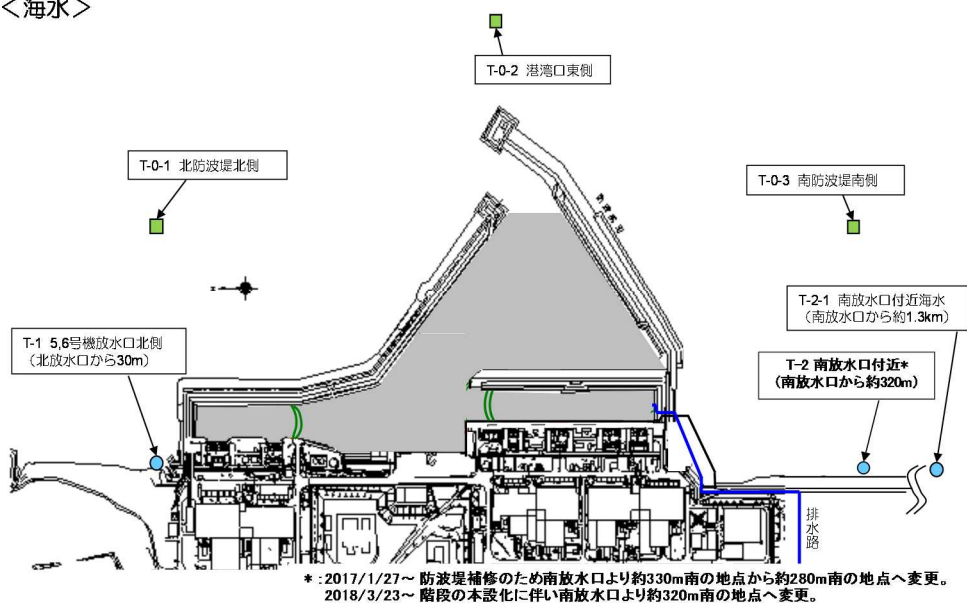 ＜海水＞
T-0-2 港湾口東側
T-0-1 北防波堤北側
T-0-3 南防波堤南側
T-2-1 南放水口付近海水
（南放水口から約1.3km）
T-1 5,6号機放水口北側
（北放水口から30m）
T-2 南放水口付近*
（南放水口から約320m）
排水路
* :2017/1/27～ 防波堤補修のため南放水口より約330m南の地点から約280m南の地点へ変更。
2018/3/23～ 階段の本設化に伴い南放水口より約320m南の地点へ変更。